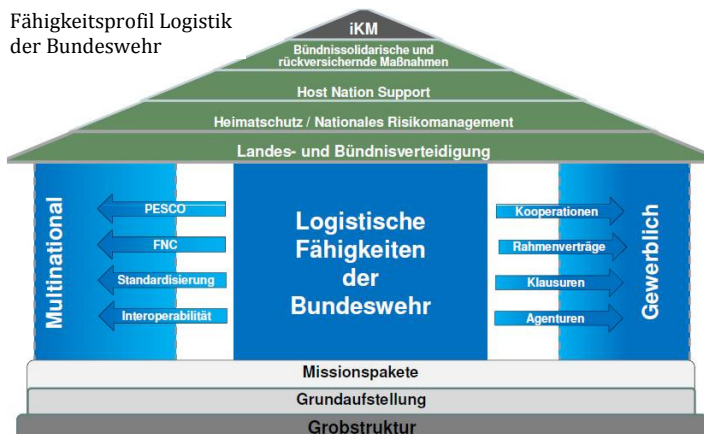 Fähigkeitsprofil Logistik
der Bundeswehr
iKM
Bündnissolidarische und
rückversichernde Maßnahmen
Host Nation Support
Heimatschutz / Nationales Risikomanagement
Landes- und Bündnisverteidigung
Multinational
PESCO
FNC
Standardisierung
Interoperabilität
Logistische
Fähigkeiten
der
Bundeswehr
Kooperationen
Rahmenverträge
Klausuren
Agenturen
Gewerblich
Missionspakete
Grundaufstellung
Grobstruktur